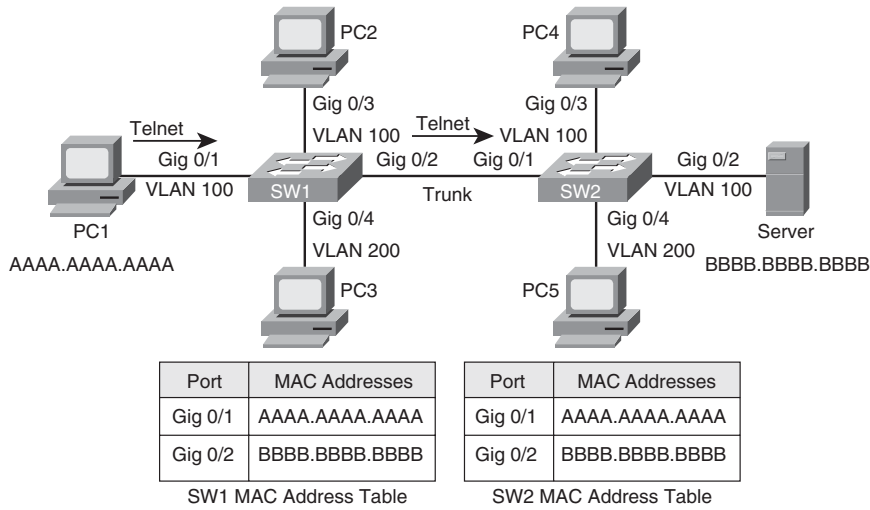 PC2
PC4
Gig 0/3
VLAN 100
Gig 0/3
VLAN 100
Telnet
Telnet
Gig 0/1
VLAN 100
Gig 0/2
Gig 0/1
Trunk
Gig 0/2
VLAN 100
SW1
SW2
PC1
AAAA.AAAA.AAAA
Gig 0/4
VLAN 200
Gig 0/4
VLAN 200
Server
BBBB.BBBB.BBBB
PC3
PC5
Port MAC Addresses
Gig 0/1 AAAA.AAAA.AAAA
Gig 0/2 BBBB.BBBB.BBBB
SW1 MAC Address Table
Port MAC Addresses
Gig 0/1 AAAA.AAAA.AAAA
Gig 0/2 BBBB.BBBB.BBBB
SW2 MAC Address Table